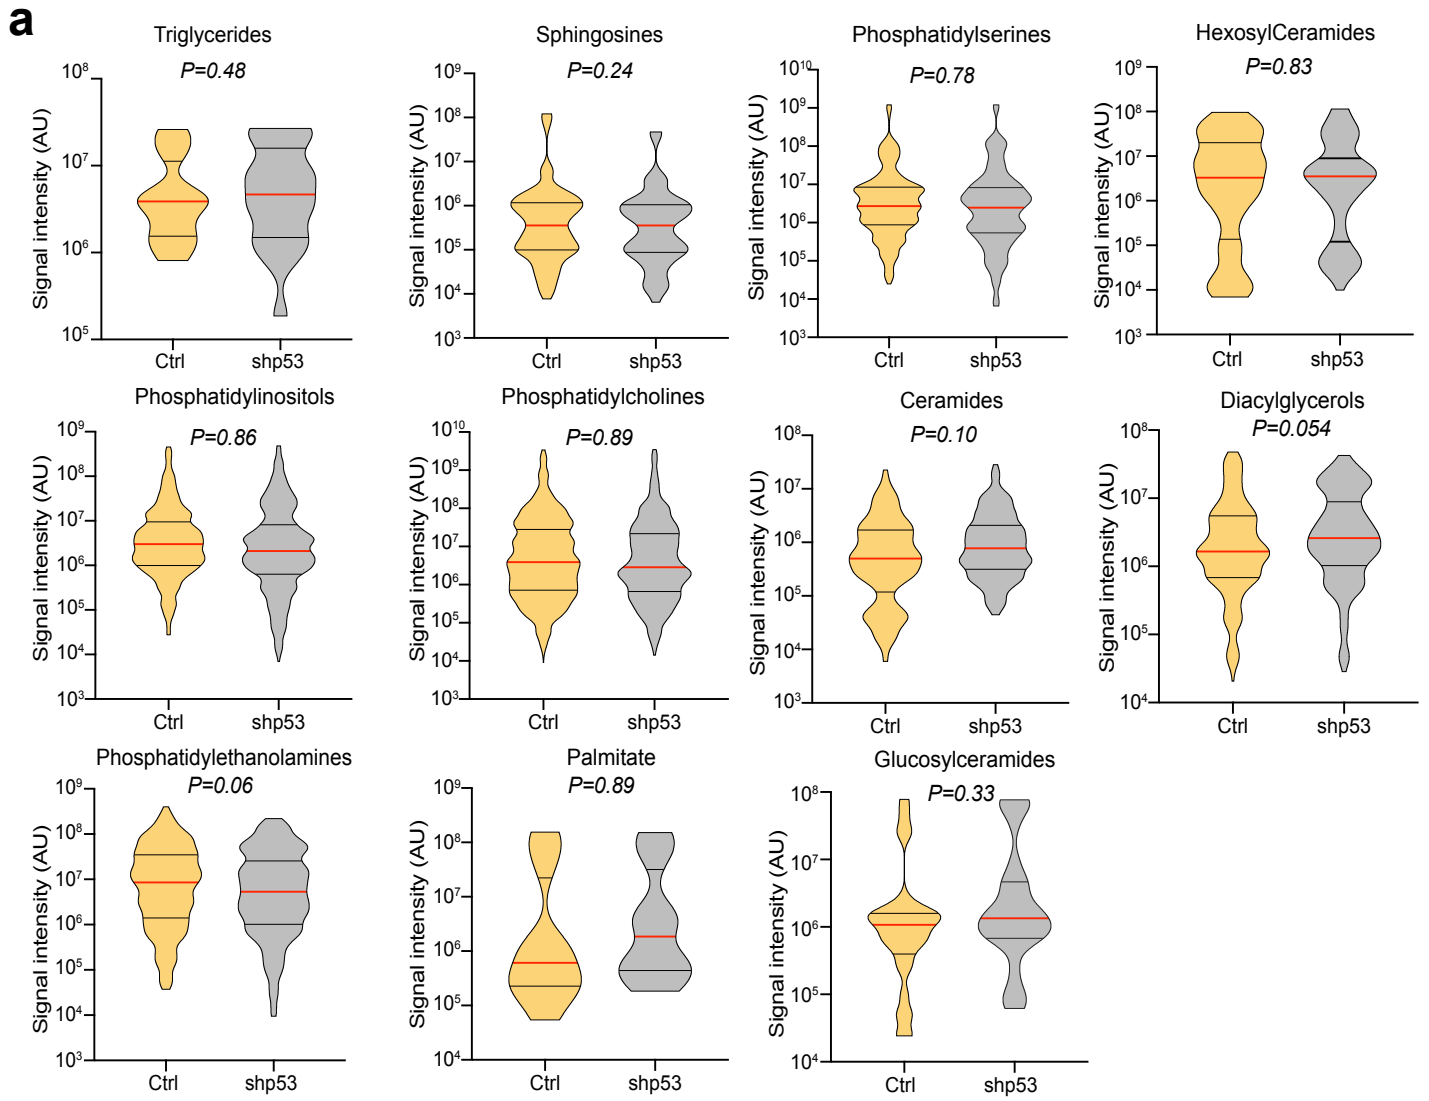 a
Triglycerides
P=0.48
Signal intensity (AU)
10^8
10^7
10^6
10^5
Ctrl shp53
Sphingosines
P=0.24
Signal intensity (AU)
10^9
10^8
10^7
10^6
10^5
10^4
10^3
Ctrl shp53
Phosphatidylserines
P=0.78
Signal intensity (AU)
10^10
10^9
10^8
10^7
10^6
10^5
10^4
10^3
Ctrl shp53
HexosylCeramides
P=0.83
Signal intensity (AU)
10^9
10^8
10^7
10^6
10^5
10^4
10^3
Ctrl shp53
Phosphatidylinositols
P=0.86
Signal intensity (AU)
10^9
10^8
10^7
10^6
10^5
10^4
10^3
Ctrl shp53
Phosphatidylcholines
P=0.89
Signal intensity (AU)
10^10
10^9
10^8
10^7
10^6
10^5
10^4
10^3
Ctrl shp53
Ceramides
P=0.10
Signal intensity (AU)
10^8
10^7
10^6
10^5
10^4
10^3
Ctrl shp53
Diacylglycerols
P=0.054
Signal intensity (AU)
10^8
10^7
10^6
10^5
10^4
Ctrl shp53
Phosphatidylethanolamines
P=0.06
Signal intensity (AU)
10^9
10^8
10^7
10^6
10^5
10^4
10^3
Ctrl shp53
Palmitate
P=0.89
Signal intensity (AU)
10^9
10^8
10^7
10^6
10^5
10^4
Ctrl shp53
Glucosylceramides
P=0.33
Signal intensity (AU)
10^8
10^7
10^6
10^5
10^4
Ctrl shp53